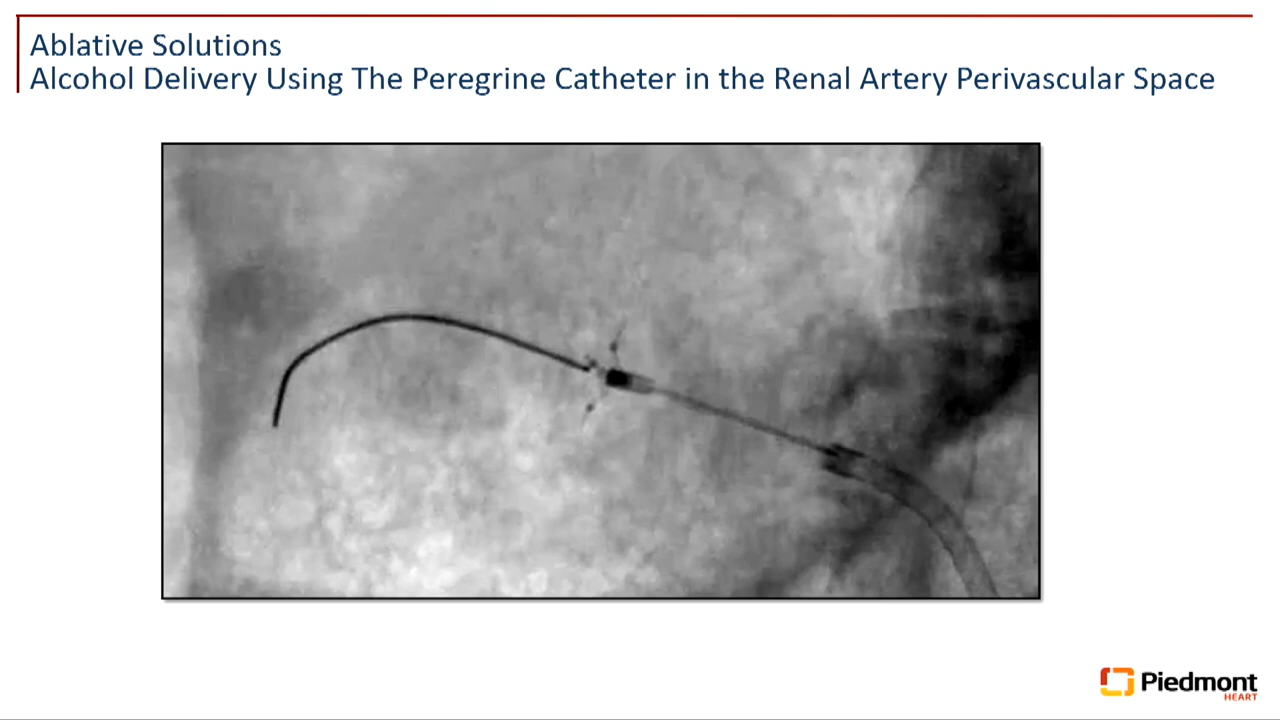 Ablative Solutions
Alcohol Delivery Using The Peregrine Catheter in the Renal Artery Perivascular Space
Piedmont
HEART